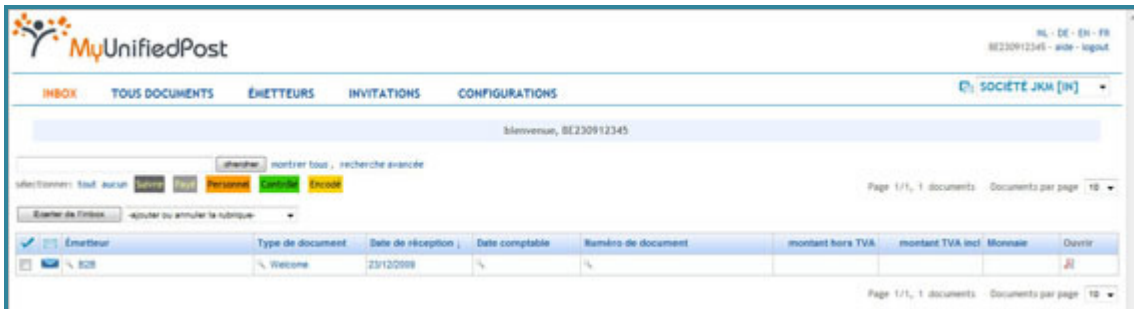 MyUnifiedPost
NL - DE - EN - FR
BE230912345 - aide - logout
INBOX TOUS DOCUMENTS ÉMETTEURS INVITATIONS CONFIGURATIONS SOCIÉTÉ JKM [IN]
bienvenue, BE230912345
chercher montrer tous , recherche avancée
sélectionner: tout aucun Suivre Payé Personnel Contrôlé Encodé
Page 1/1, 1 documents Documents par page 10
Ecarter de l'inbox -ajouter ou annuler la rubrique-
Émetteur Type de document Date de réception ↓ Date comptable Numéro de document montant hors TVA montant TVA incl Monnaie Ouvrir
B2B Welcome 23/12/2009
Page 1/1, 1 documents Documents par page 10